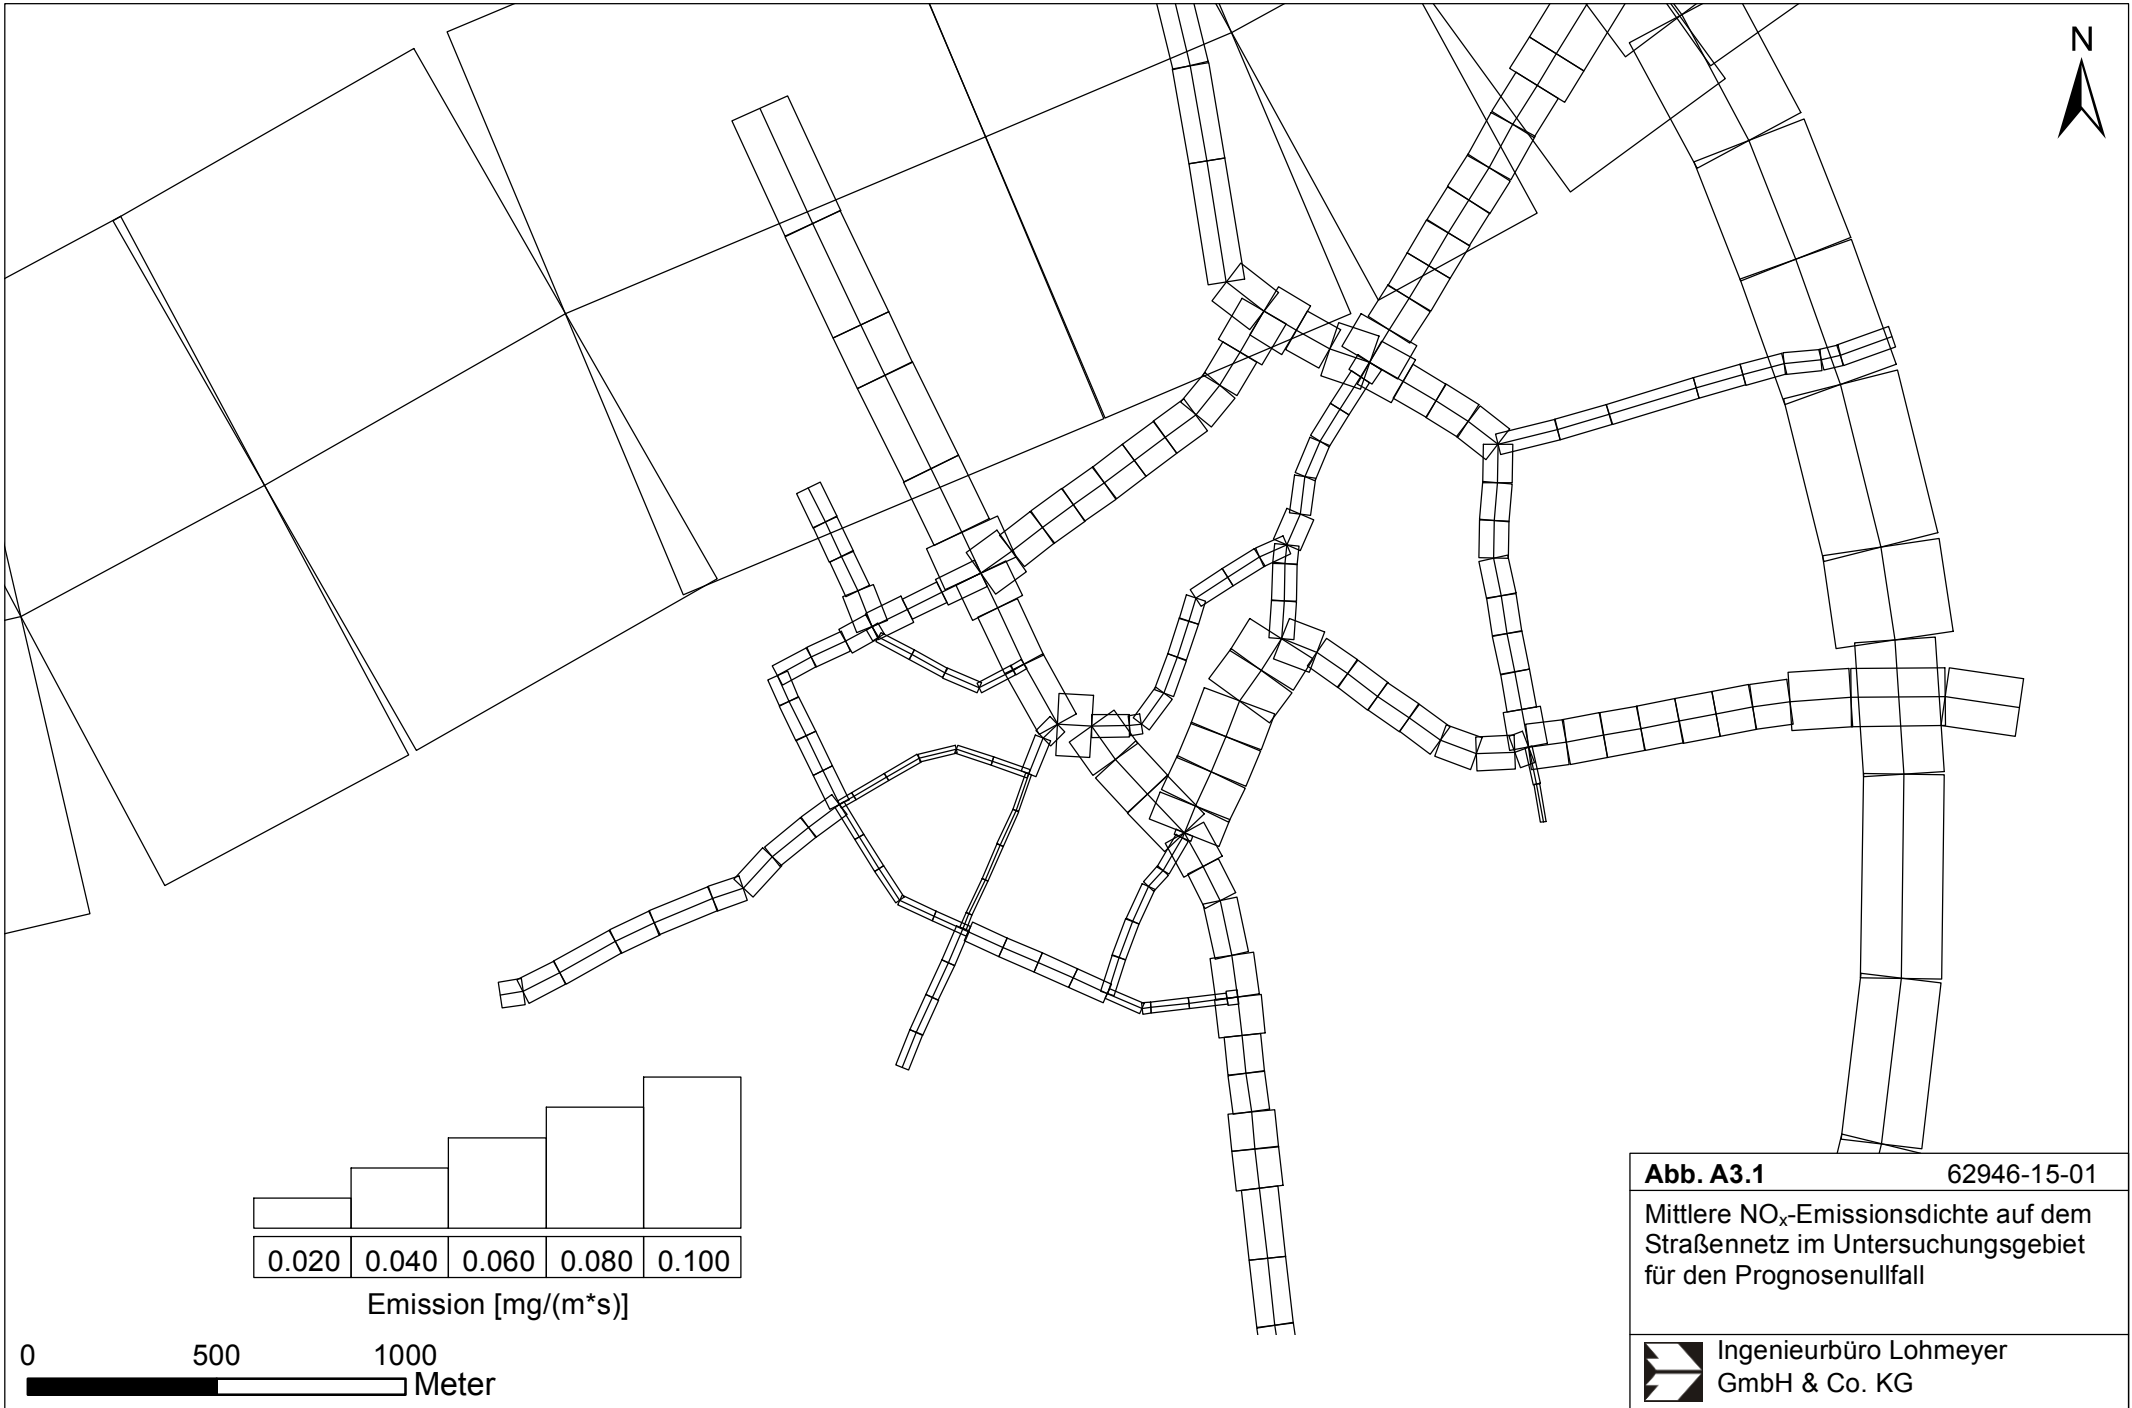 N
0.020 0.040 0.060 0.080 0.100
Emission [mg/(m*s)]
0 500 1000
Meter
Abb. A3.1 62946-15-01
Mittlere NOₓ-Emissionsdichte auf dem
Straßennetz im Untersuchungsgebiet
für den Prognosenullfall
Ingenieurbüro Lohmeyer
GmbH & Co. KG